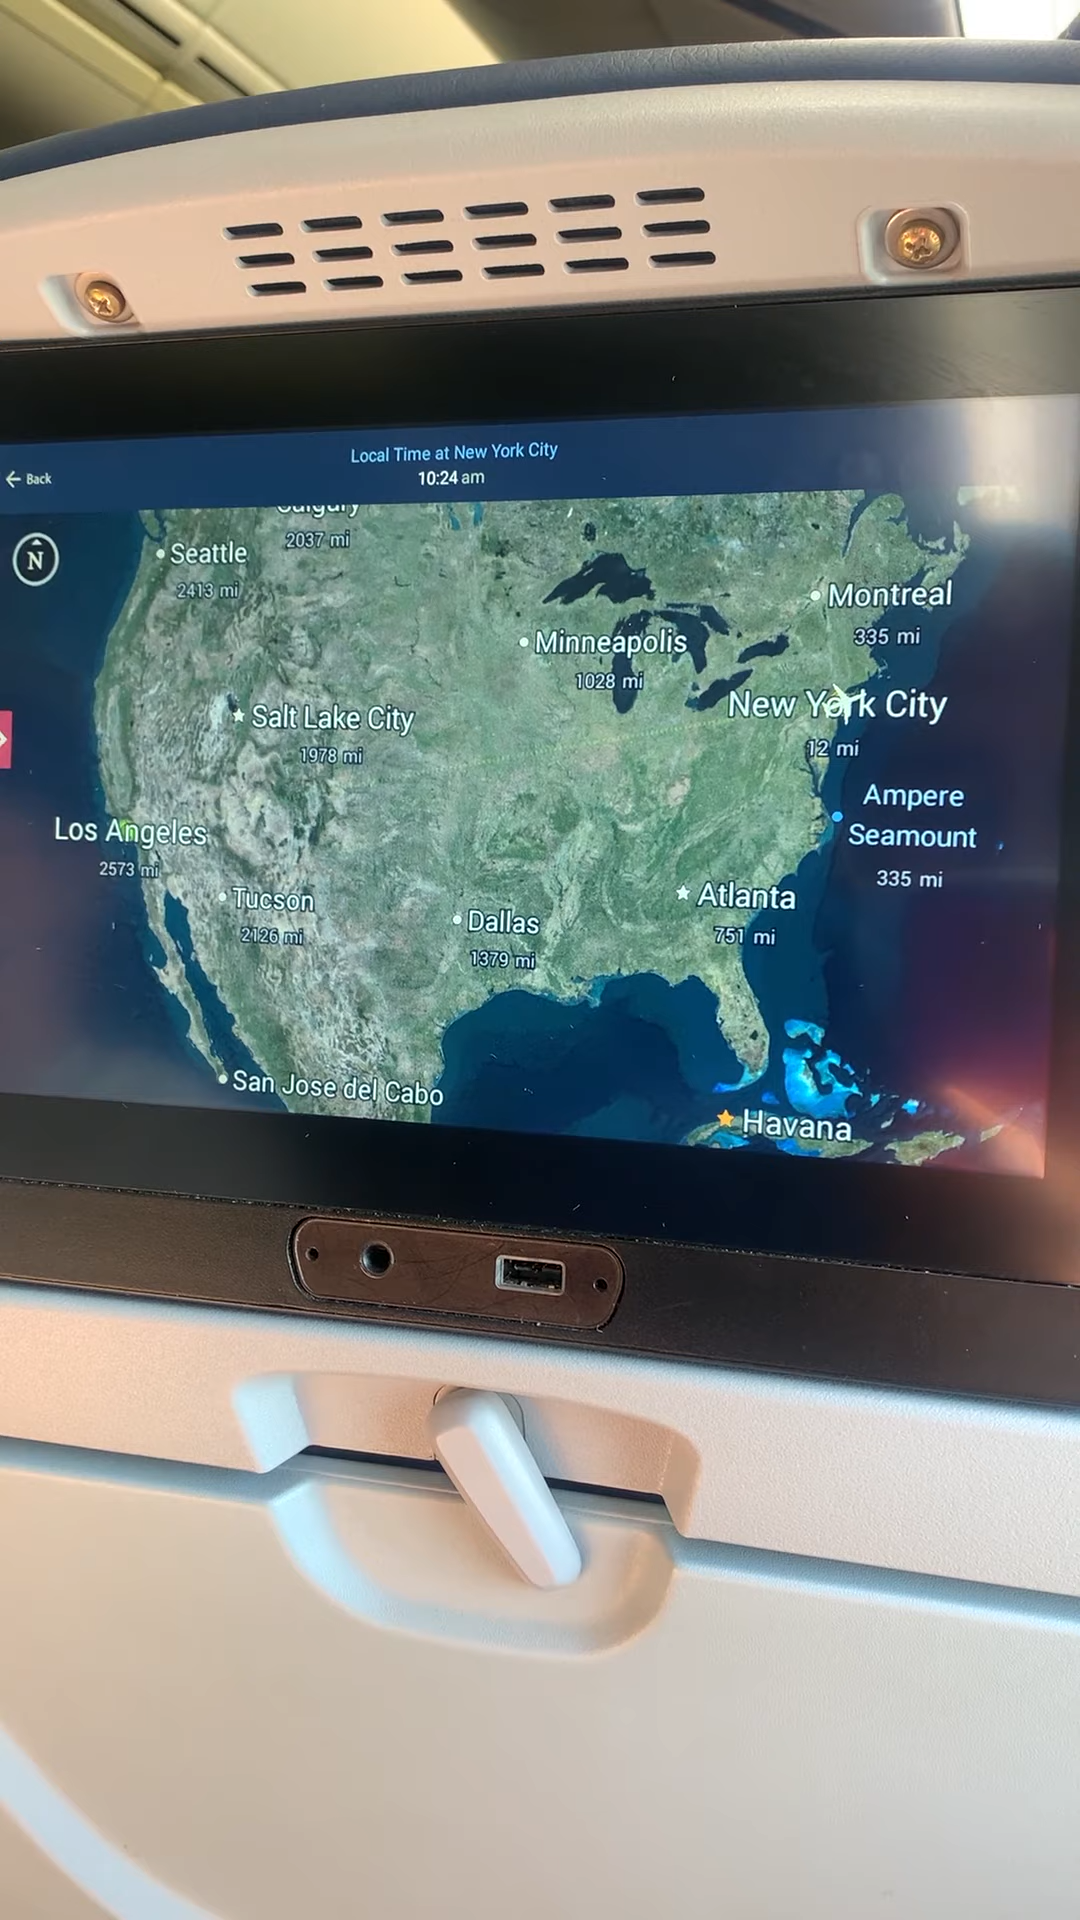 Local Time at New York City
10:24 am
Back
N
Calgary
2037 mi
Seattle
2413 mi
Montreal
335 mi
Minneapolis
1028 mi
New York City
12 mi
Salt Lake City
1978 mi
Ampere
Seamount
335 mi
Los Angeles
2573 mi
Tucson
2126 mi
Atlanta
751 mi
Dallas
1379 mi
San Jose del Cabo
Havana